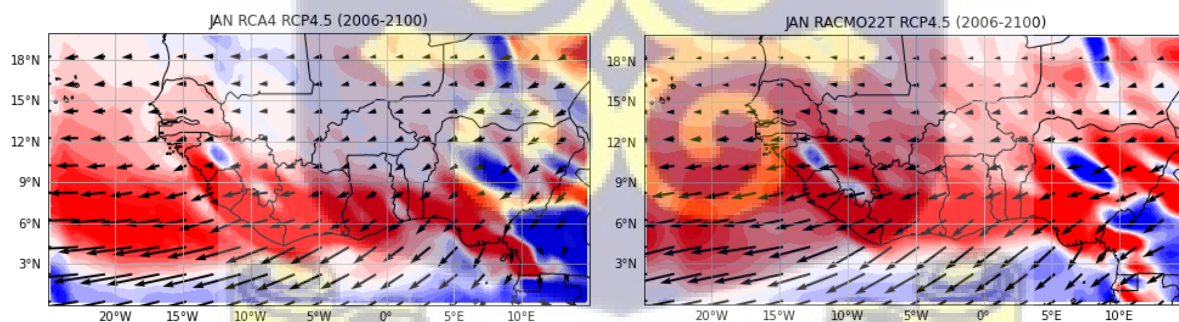 JAN RCA4 RCP4.5 (2006-2100)
18°N
15°N
12°N
9°N
6°N
3°N
20°W 15°W 10°W 5°W 0°E 5°E 10°E
JAN RACMO22T RCP4.5 (2006-2100)
18°N
15°N
12°N
9°N
6°N
3°N
20°W 15°W 10°W 5°W 0°E 5°E 10°E